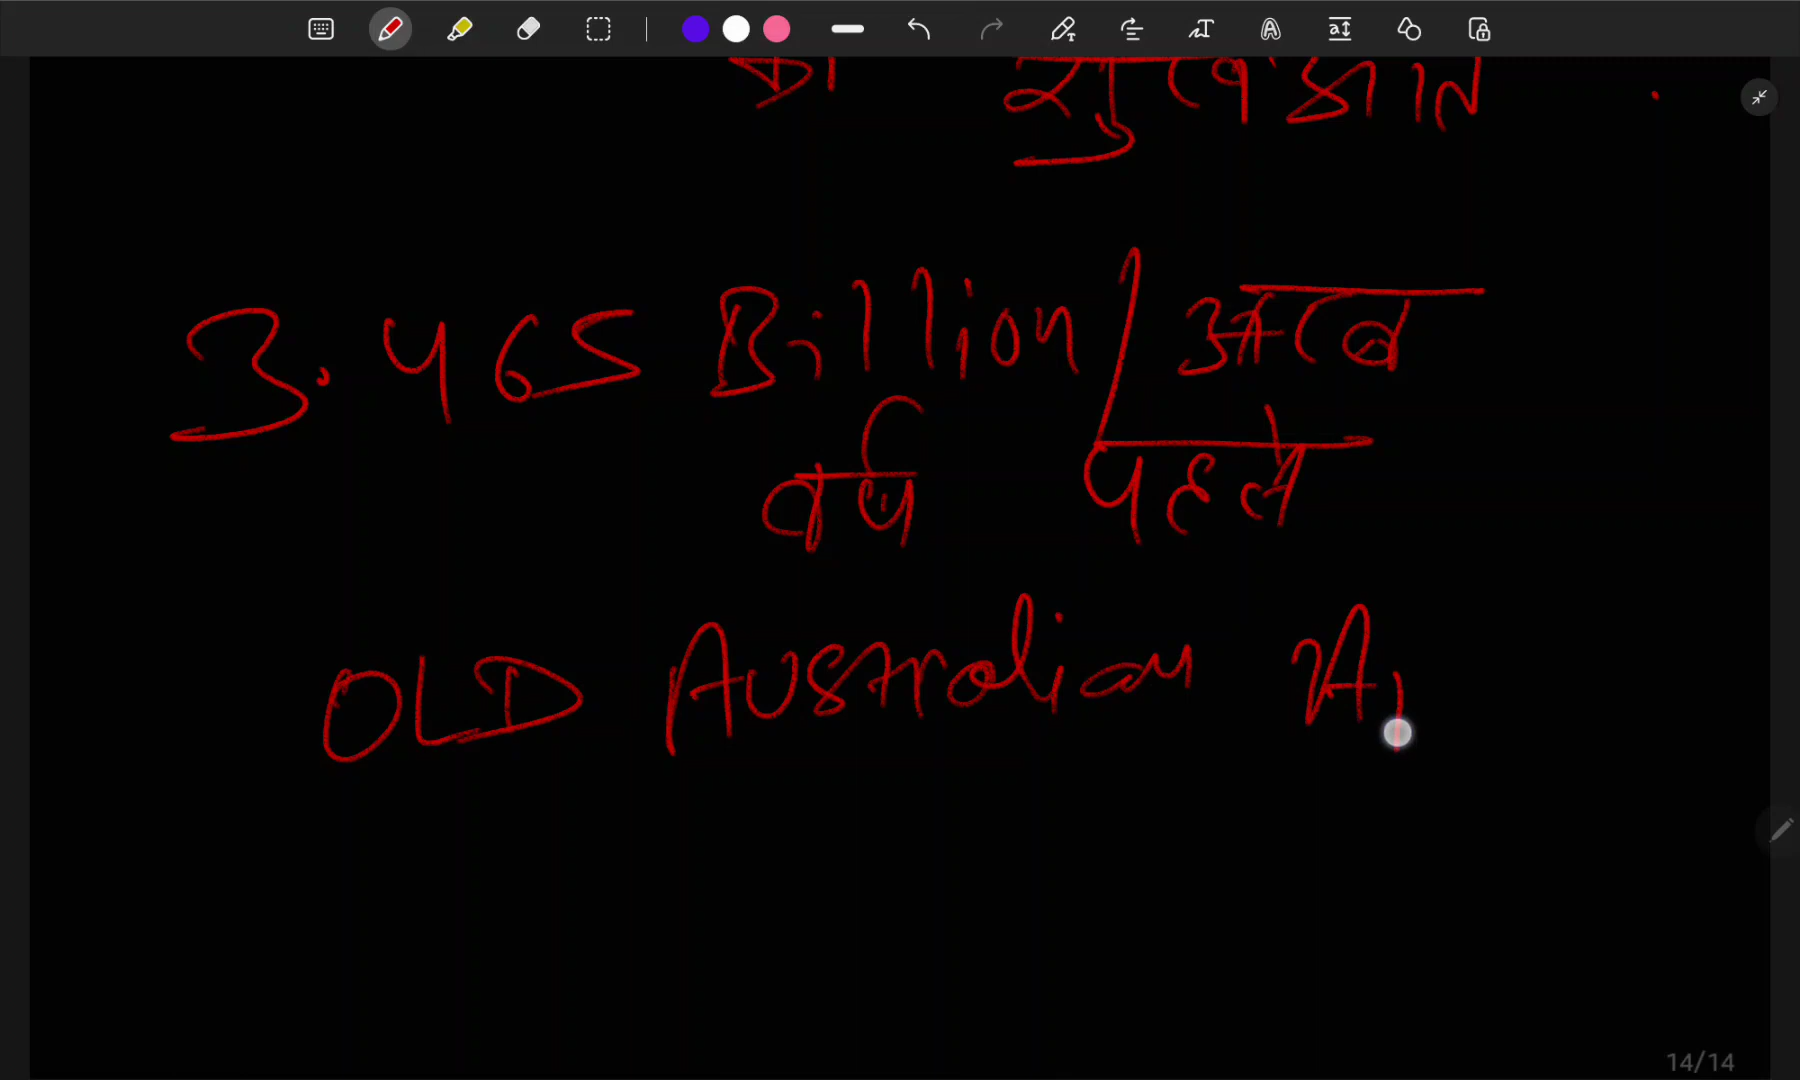 का
3.465 Billion / अरब
वर्ष पहले
OLD Australian A
14/14